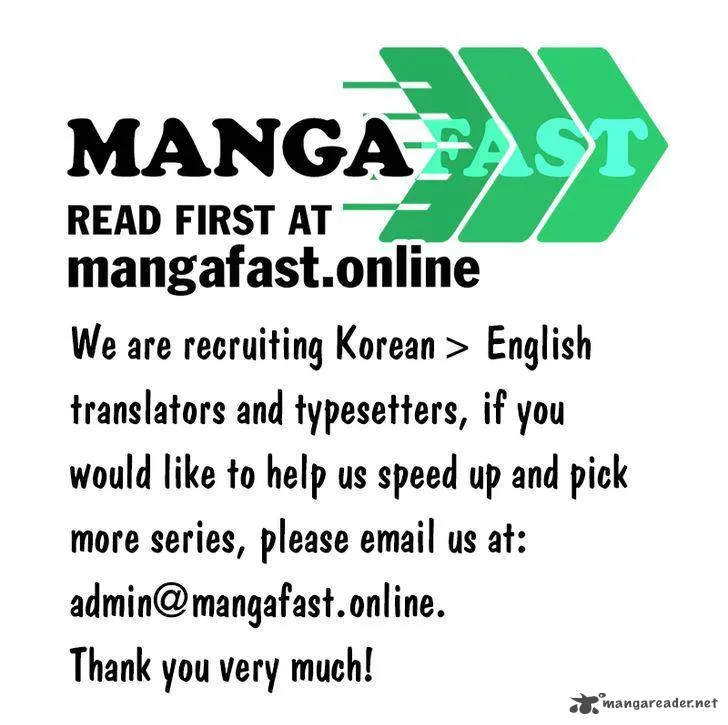 MANGAFAST
READ FIRST AT
mangafast.online
We are recruiting Korean > English
translators and typesetters, if you
would like to help us speed up and pick
more series, please email us at:
admin@mangafast.online.
Thank you very much!
mangareader.net